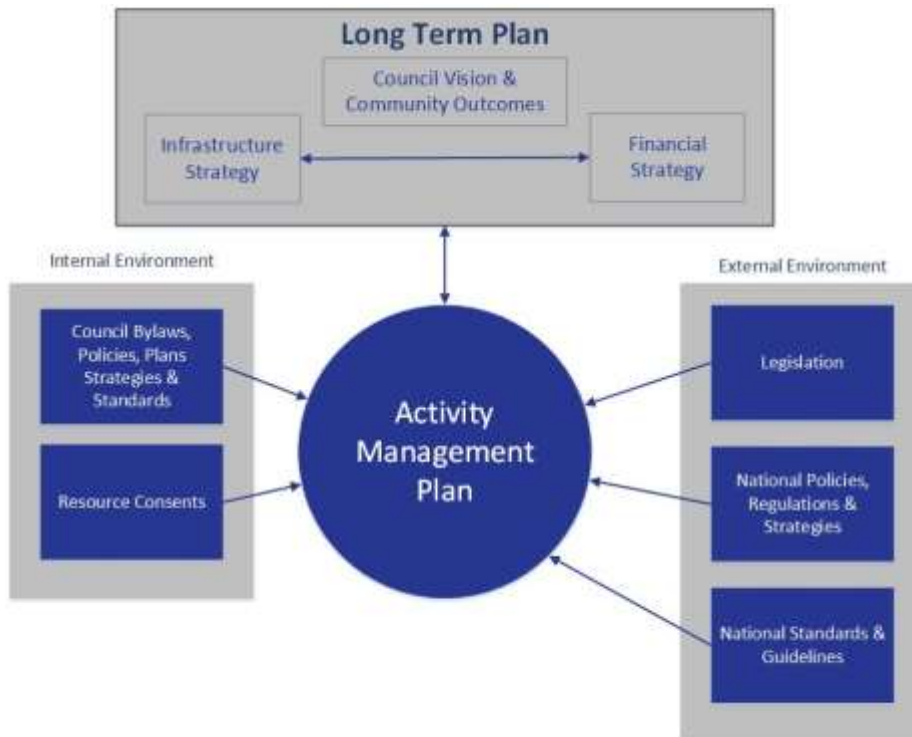 Long Term Plan
Council Vision &
Community Outcomes
Infrastructure
Strategy
Financial
Strategy
Internal Environment
External Environment
Council Bylaws,
Policies, Plans
Strategies &
Standards
Resource Consents
Activity
Management
Plan
Legislation
National Policies,
Regulations &
Strategies
National Standards &
Guidelines